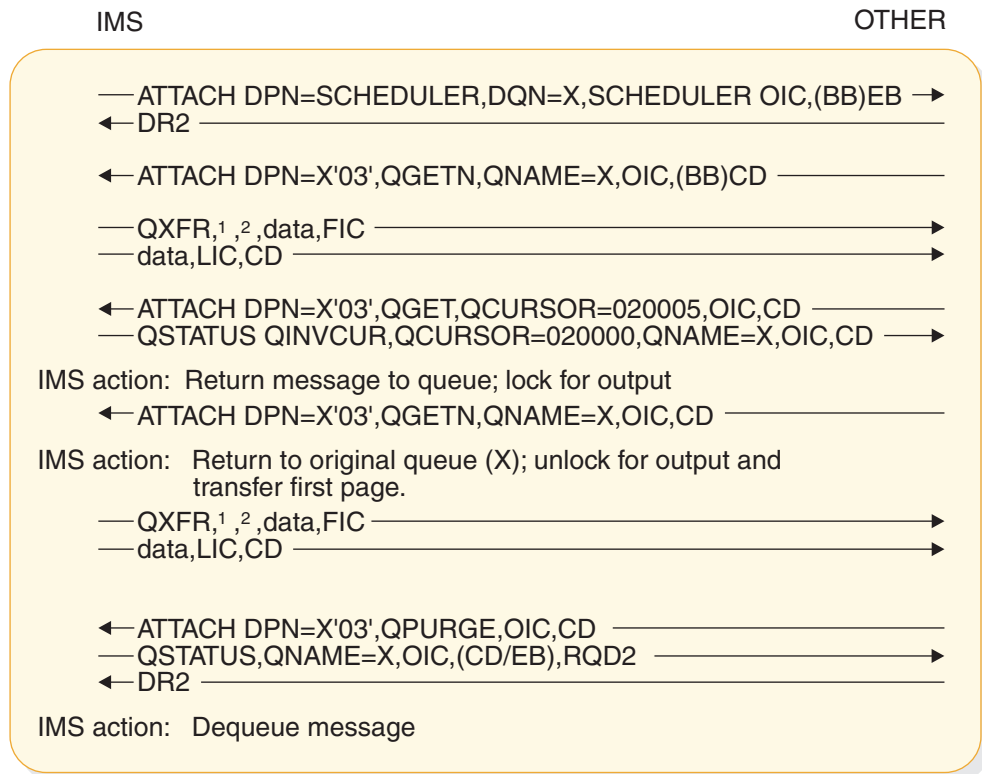 IMS OTHER
ATTACH DPN=SCHEDULER,DQN=X,SCHEDULER OIC,(BB)EB
DR2
ATTACH DPN=X'03',QGETN,QNAME=X,OIC,(BB)CD
QXFR,¹ ,² ,data,FIC
data,LIC,CD
ATTACH DPN=X'03',QGET,QCURSOR=020005,OIC,CD
QSTATUS QINVCUR,QCURSOR=020000,QNAME=X,OIC,CD
IMS action: Return message to queue; lock for output
ATTACH DPN=X'03',QGETN,QNAME=X,OIC,CD
IMS action: Return to original queue (X); unlock for output and
transfer first page.
QXFR,¹ ,² ,data,FIC
data,LIC,CD
ATTACH DPN=X'03',QPURGE,OIC,CD
QSTATUS,QNAME=X,OIC,(CD/EB),RQD2
DR2
IMS action: Dequeue message